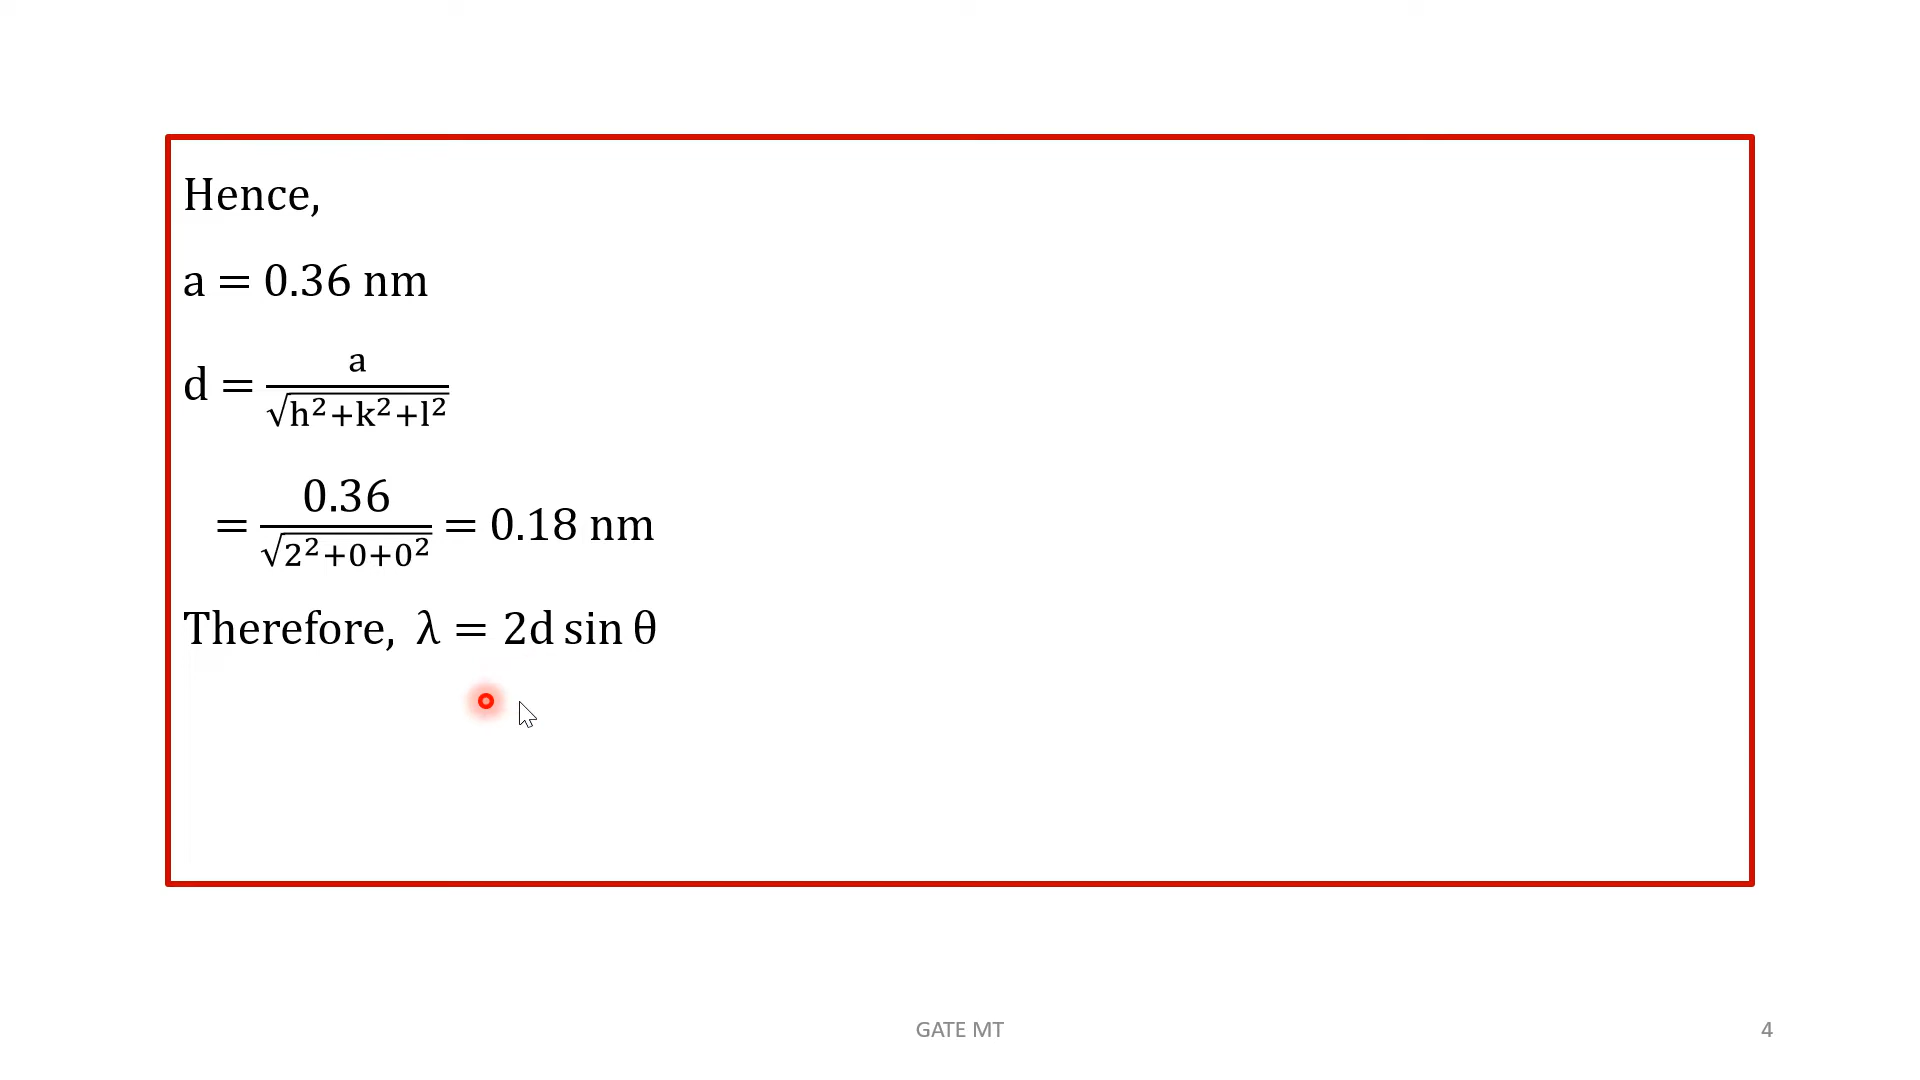 Hence,
a = 0.36 nm
d = a / √(h²+k²+l²)
= 0.36 / √(2²+0+0²) = 0.18 nm
Therefore, λ = 2d sin θ
GATE MT
4